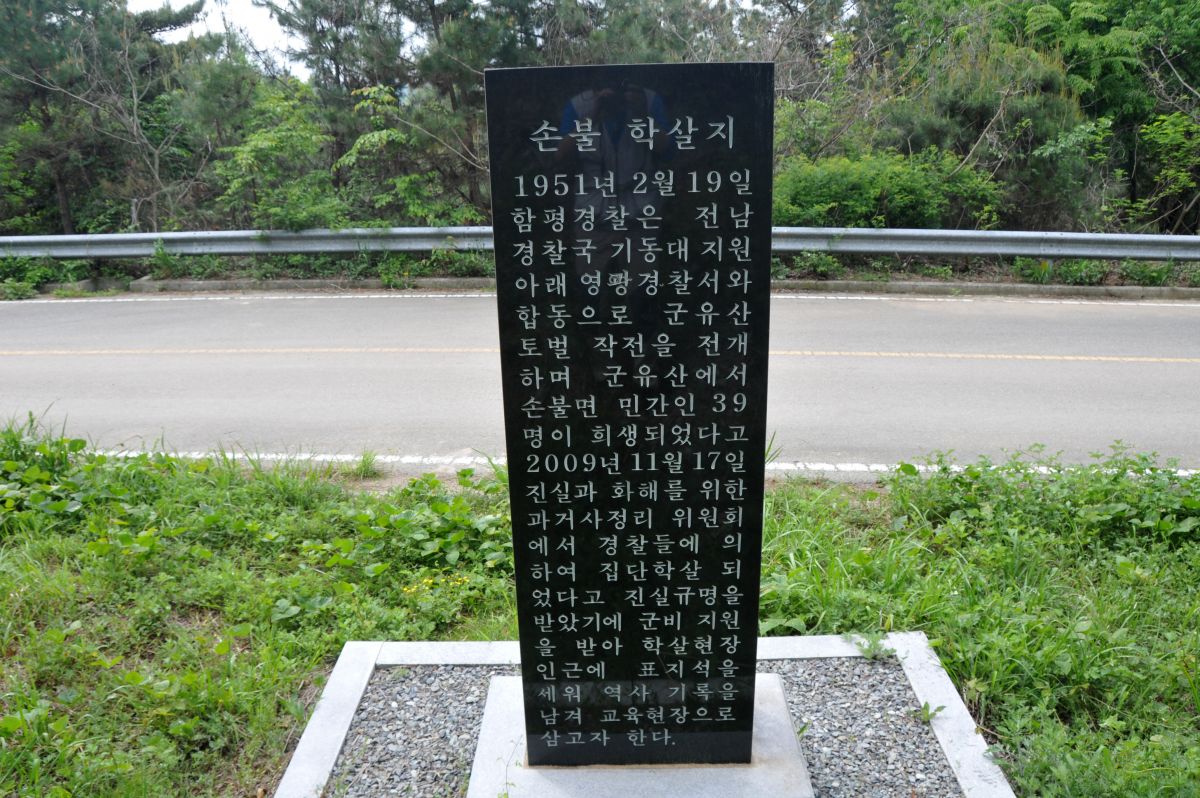 손불 학살지
1951년 2월 19일
함평경찰은 전남
경찰국 기동대 지원
아래 영광경찰서와
합동으로 군유산
토벌 작전을 전개
하며 군유산에서
손불면 민간인 39
명이 희생되었다고
2009년 11월 17일
진실과 화해를 위한
과거사정리 위원회
에서 경찰들에 의
하여 집단학살 되
었다고 진실규명을
받았기에 군비 지원
을 받아 학살현장
인근에 표지석을
세워 역사 기록을
남겨 교육현장으로
삼고자 한다.